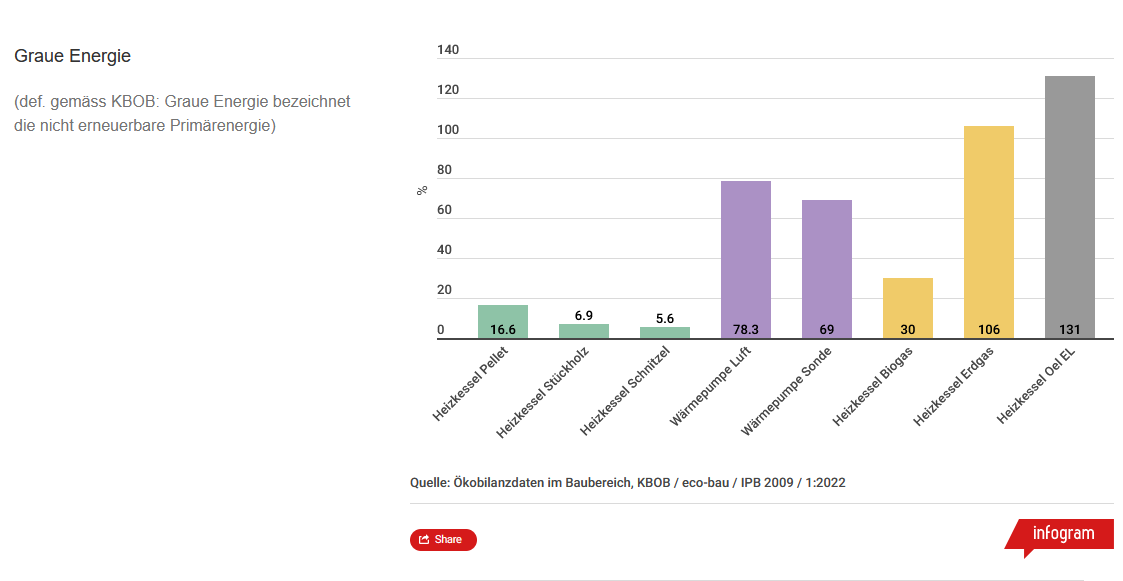 Graue Energie
(def. gemäss KBOB: Graue Energie bezeichnet
die nicht erneuerbare Primärenergie)
140
120
100
80
60
40
20
0
%
16.6
6.9
5.6
78.3
69
30
106
131
Heizkessel Pellet
Heizkessel Stückholz
Heizkessel Schnitzel
Wärmepumpe Luft
Wärmepumpe Sonde
Heizkessel Biogas
Heizkessel Erdgas
Heizkessel Oel EL
Quelle: Ökobilanzdaten im Baubereich, KBOB / eco-bau / IPB 2009 / 1:2022
Share
infogram